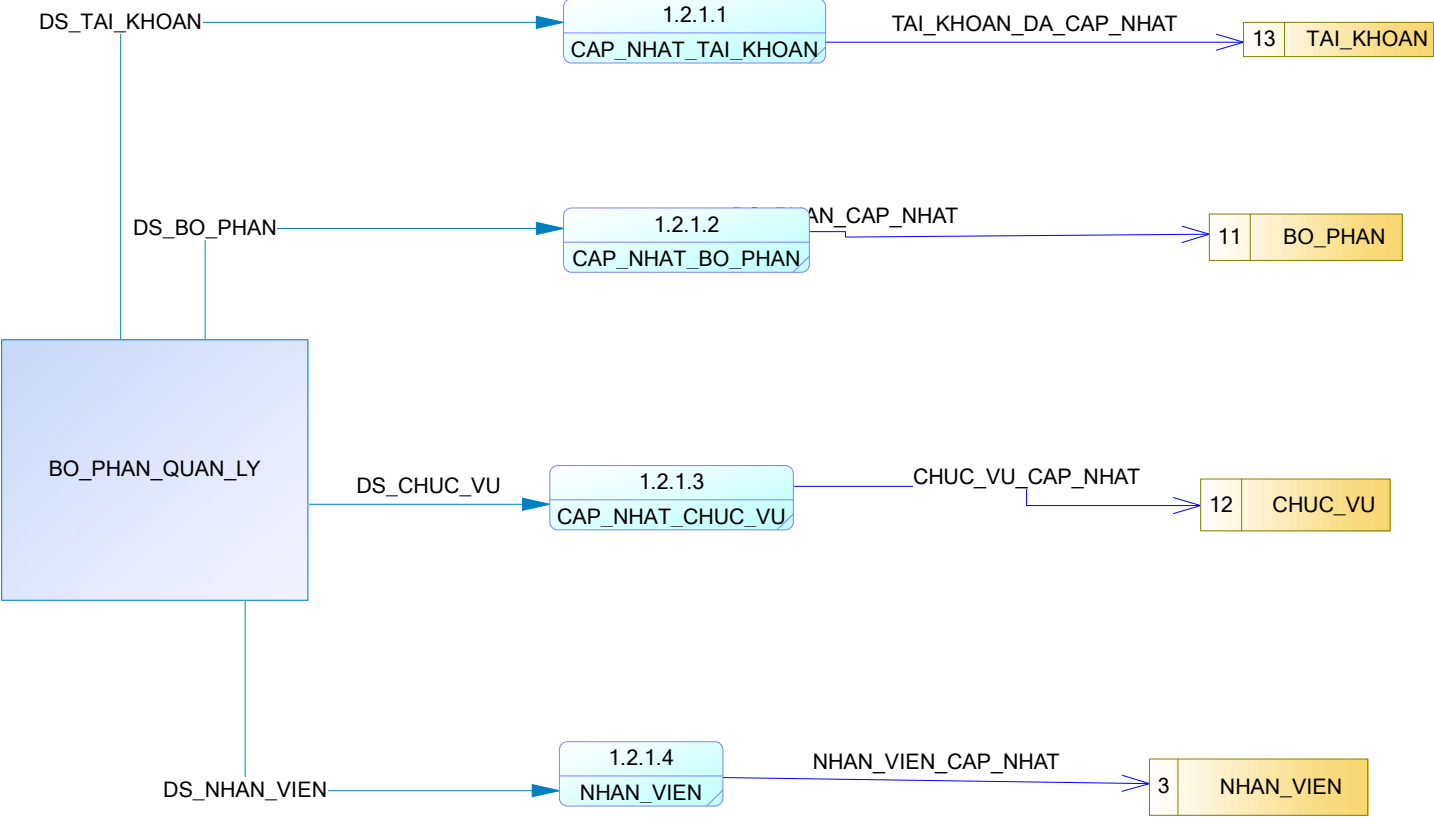 DS_TAI_KHOAN
1.2.1.1
CAP_NHAT_TAI_KHOAN
TAI_KHOAN_DA_CAP_NHAT
13
TAI_KHOAN
DS_BO_PHAN
1.2.1.2
CAP_NHAT_BO_PHAN
AN_CAP_NHAT
11
BO_PHAN
BO_PHAN_QUAN_LY
DS_CHUC_VU
1.2.1.3
CAP_NHAT_CHUC_VU
CHUC_VU_CAP_NHAT
12
CHUC_VU
DS_NHAN_VIEN
1.2.1.4
NHAN_VIEN
NHAN_VIEN_CAP_NHAT
3
NHAN_VIEN